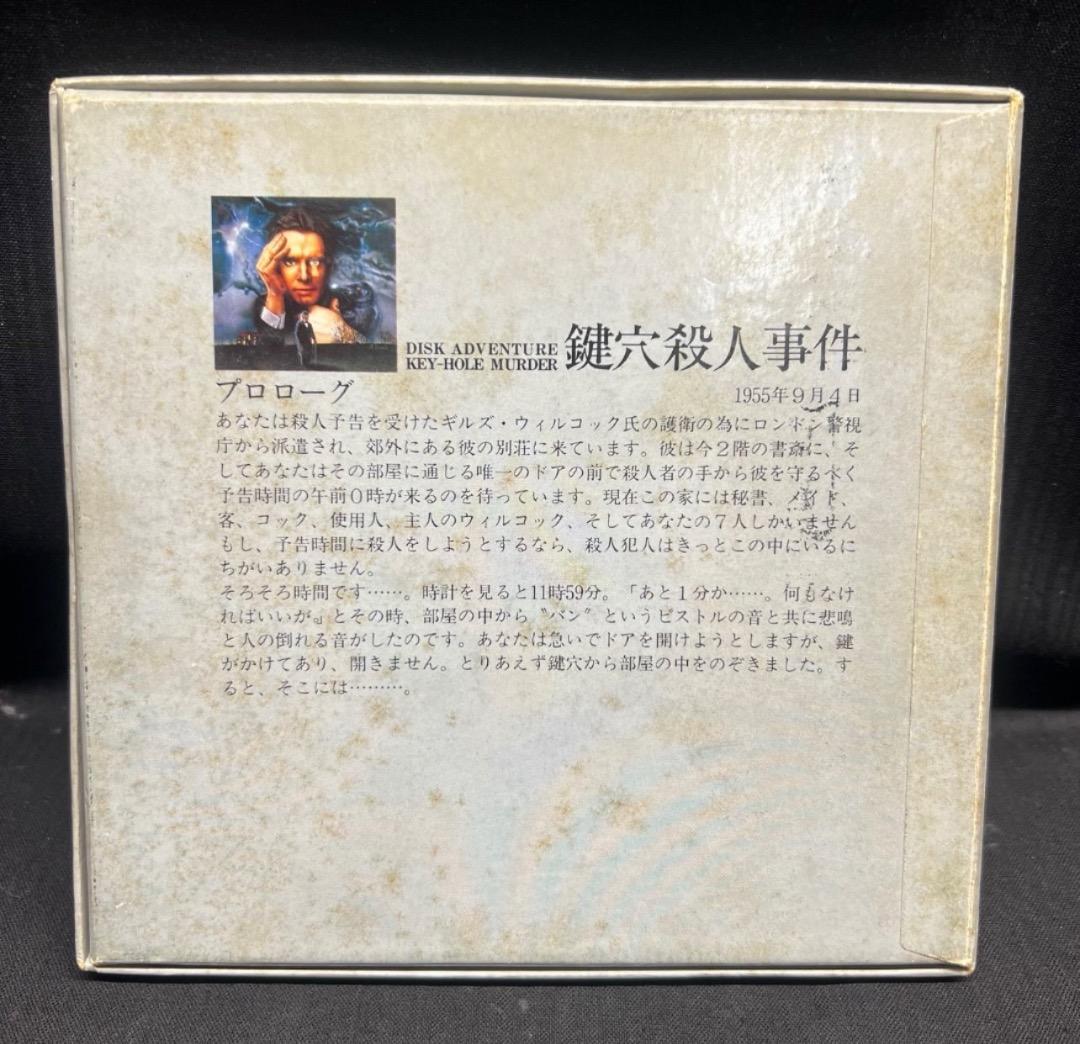 DISK ADVENTURE
KEY-HOLE MURDER
鍵穴殺人事件
プロローグ
1955年9月4日
あなたは殺人予告を受けたギルズ・ウィルコック氏の護衛の為にロンドン警視
庁から派遣され、郊外にある彼の別荘に来ています。彼は今2階の書斎に、そ
してあなたはその部屋に通じる唯一のドアの前で殺人者の手から彼を守るべく
予告時間の午前0時が来るのを待っています。現在この家には秘書、メイド、
客、コック、使用人、主人のウィルコック、そしてあなたの7人しかいません
もし、予告時間に殺人をしようとするなら、殺人犯人はきっとこの中にいるに
ちがいありません。
そろそろ時間です……。時計を見ると11時59分。「あと1分か……。何もなけ
ればいいが』とその時、部屋の中から〝バン〟というピストルの音と共に悲鳴
と人の倒れる音がしたのです。あなたは急いでドアを開けようとしますが、鍵
がかけてあり、開きません。とりあえず鍵穴から部屋の中をのぞきました。す
ると、そこには………。